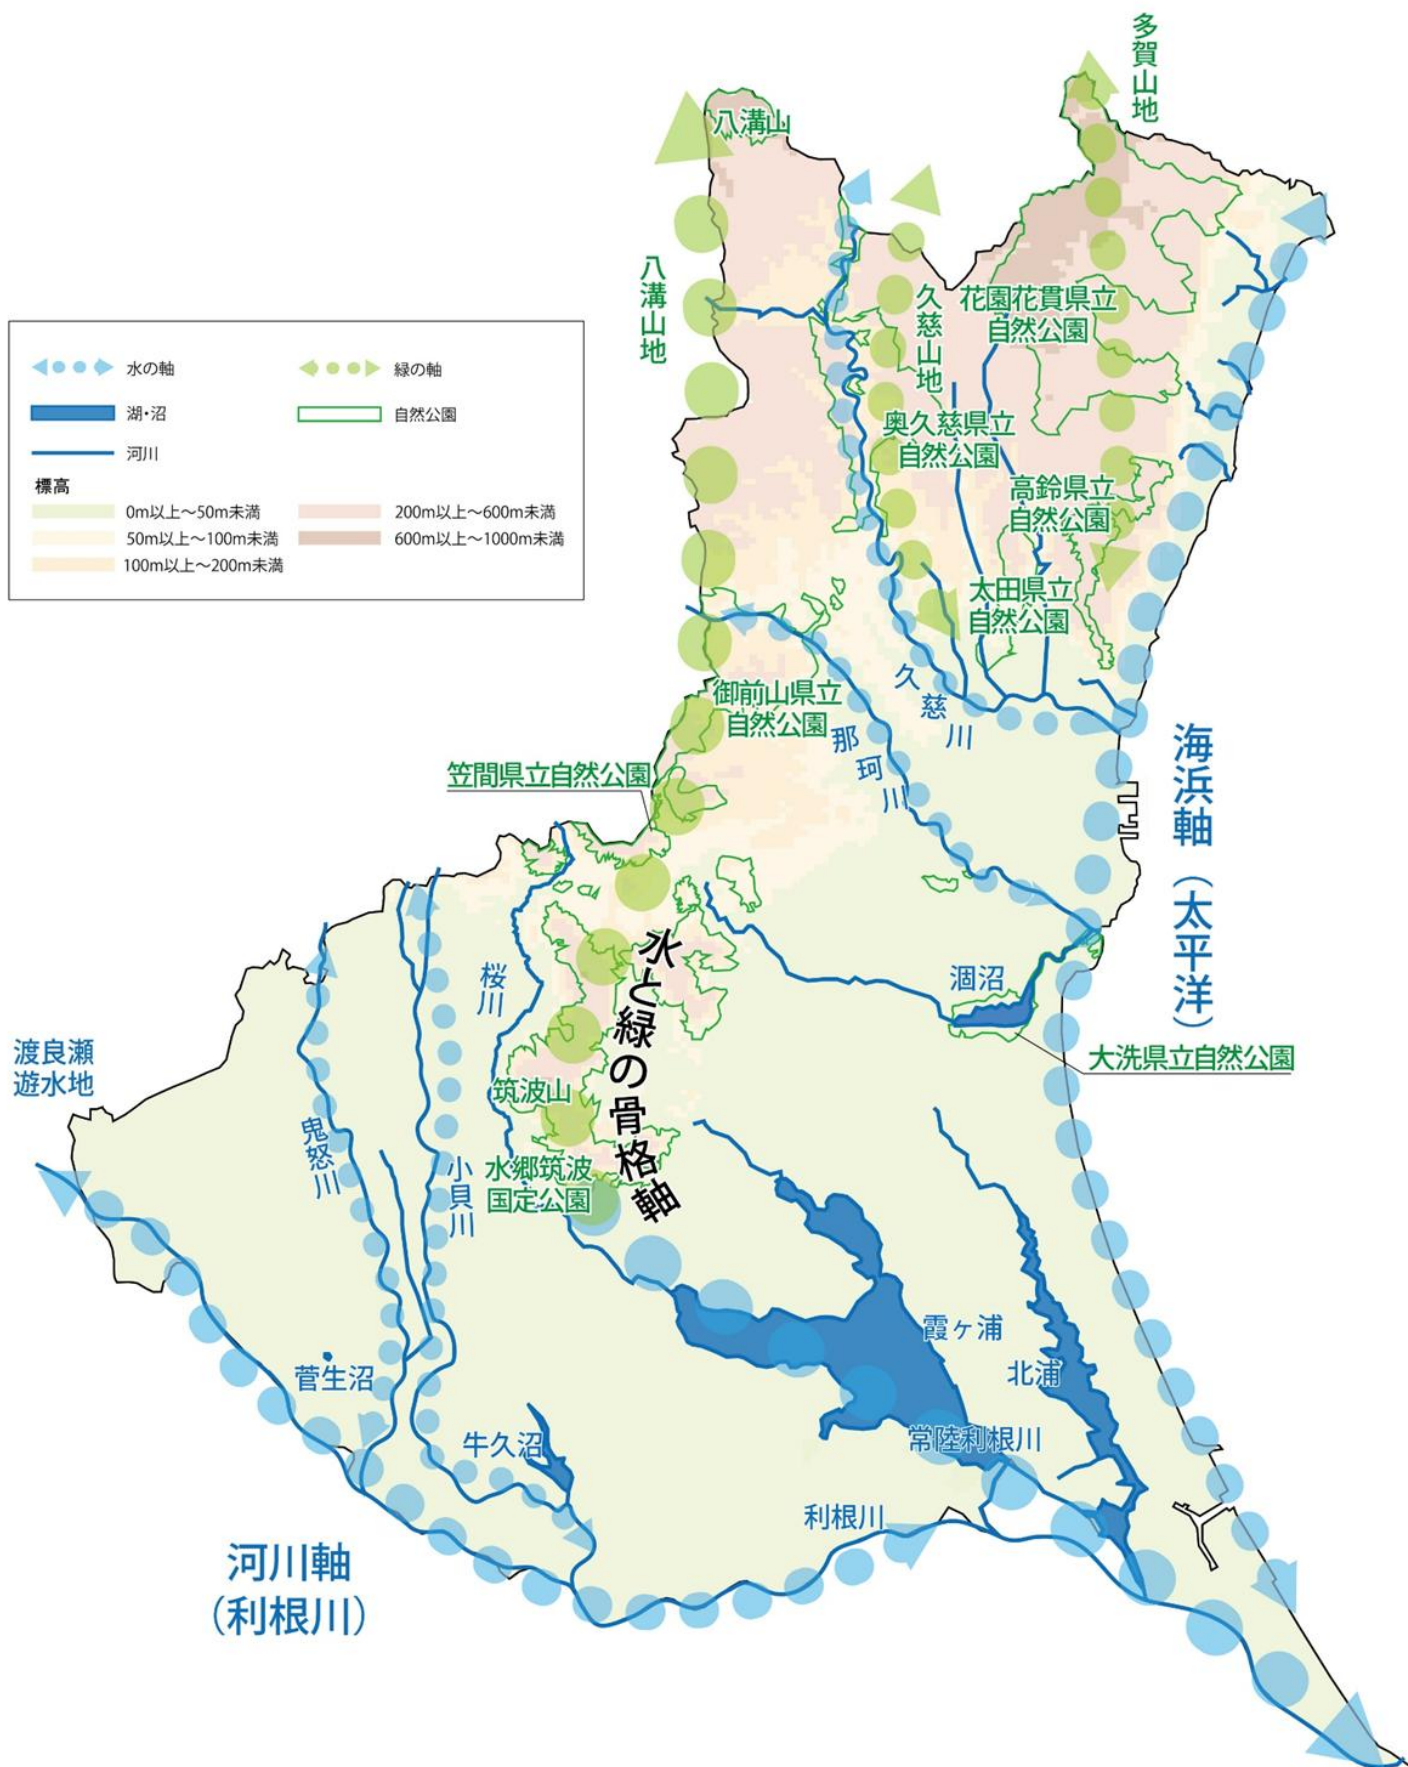 多賀山地
八溝山
八溝山地
久慈山地
花園花貫県立
自然公園
水の軸
緑の軸
湖・沼
自然公園
河川
標高
0m以上～50m未満
200m以上～600m未満
50m以上～100m未満
600m以上～1000m未満
100m以上～200m未満
奥久慈県立
自然公園
高鈴県立
自然公園
太田県立
自然公園
御前山県立
自然公園
久慈川
那珂川
海浜軸（太平洋）
笠間県立自然公園
水と緑の骨格軸
桜川
涸沼
大洗県立自然公園
渡良瀬
遊水地
筑波山
鬼怒川
小貝川
水郷筑波
国定公園
霞ヶ浦
北浦
菅生沼
牛久沼
常陸利根川
利根川
河川軸
（利根川）